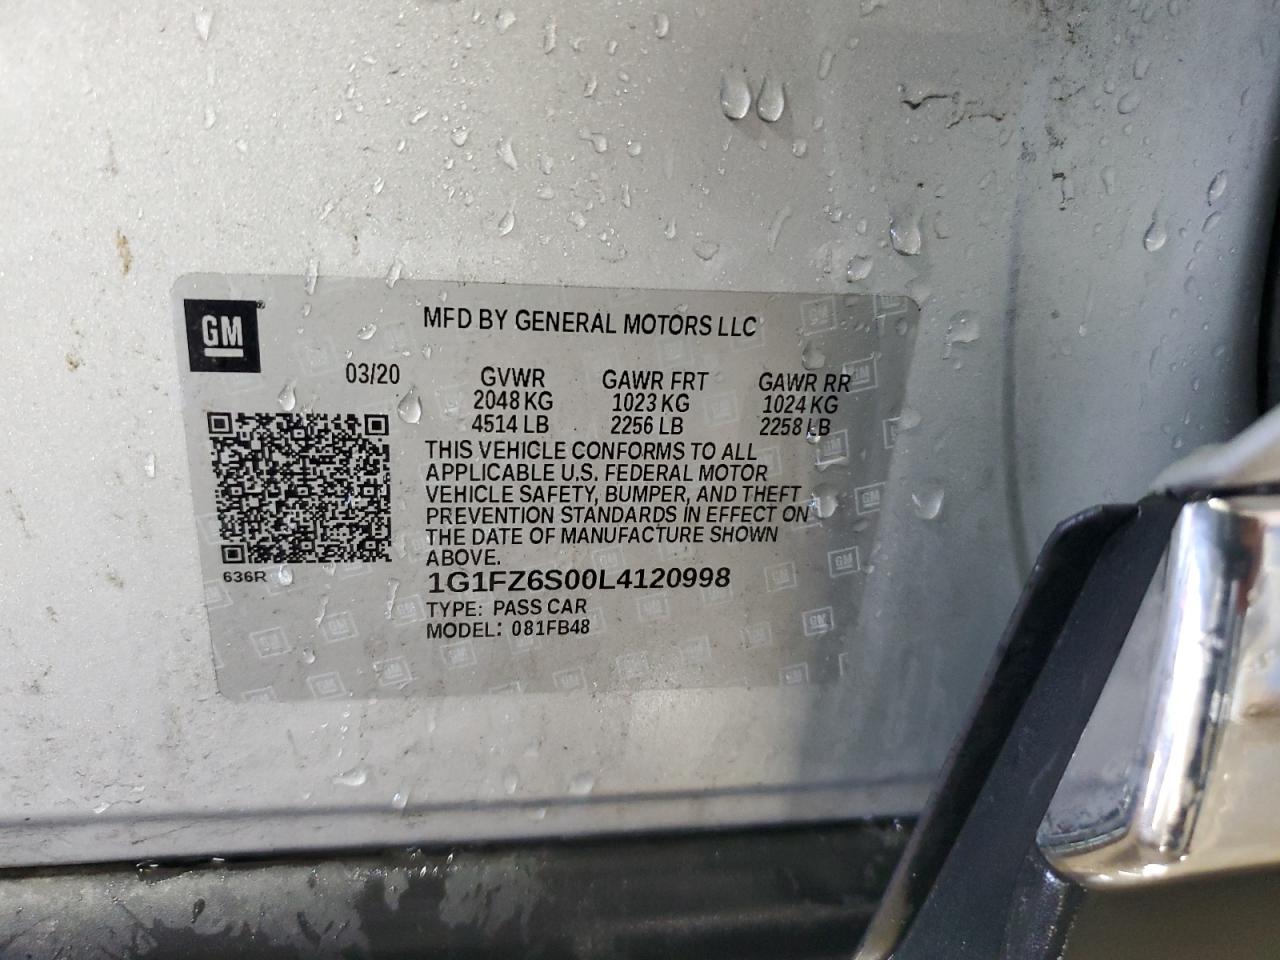 GM
MFD BY GENERAL MOTORS LLC
03/20
GVWR GAWR FRT GAWR RR
2048 KG 1023 KG 1024 KG
4514 LB 2256 LB 2258 LB
THIS VEHICLE CONFORMS TO ALL
APPLICABLE U.S. FEDERAL MOTOR
VEHICLE SAFETY, BUMPER, AND THEFT
PREVENTION STANDARDS IN EFFECT ON
THE DATE OF MANUFACTURE SHOWN
ABOVE.
636R
1G1FZ6S00L4120998
TYPE: PASS CAR
MODEL: 081FB48